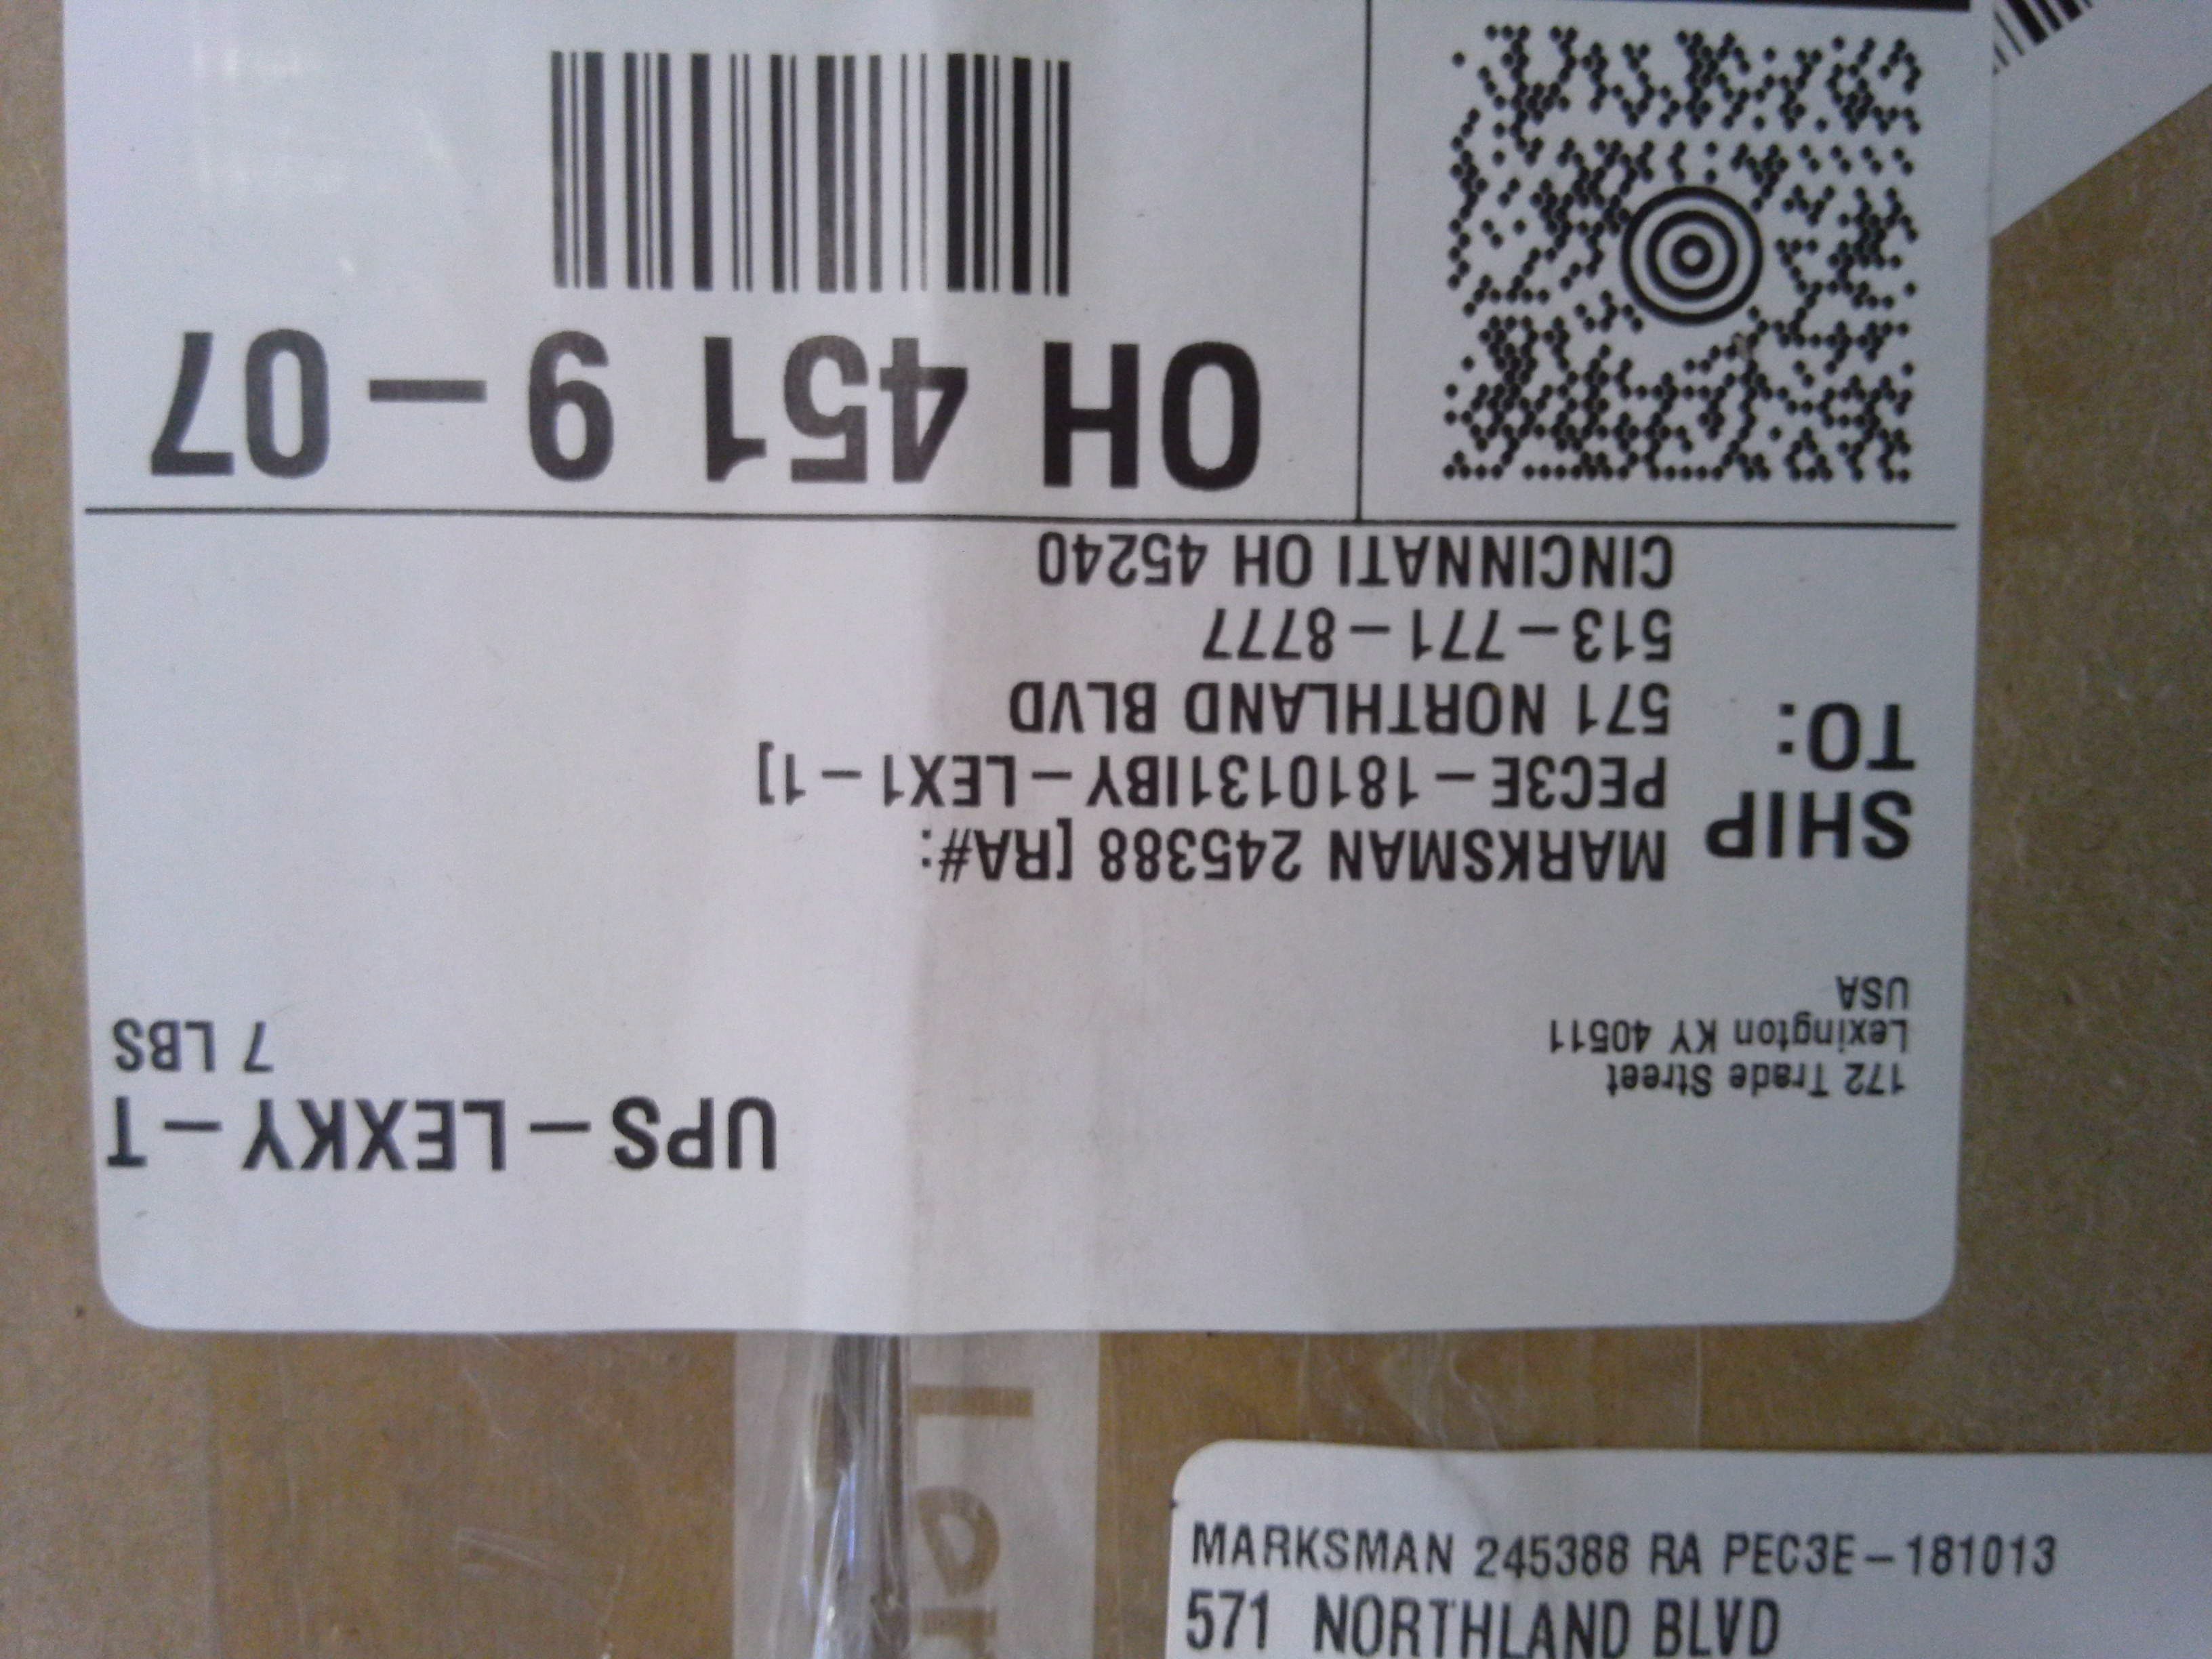 UPS-LEXKY-T
7 LBS
172 Trade Street
Lexington KY 40511
USA
SHIP
TO:
MARKSMAN 245388 [RA#:
PEC3E-18101311BY-LEX1-1]
571 NORTHLAND BLVD
513-771-8777
CINCINNATI OH 45240
OH 451 9-07
MARKSMAN 245388 RA PEC3E-181013
571 NORTHLAND BLVD